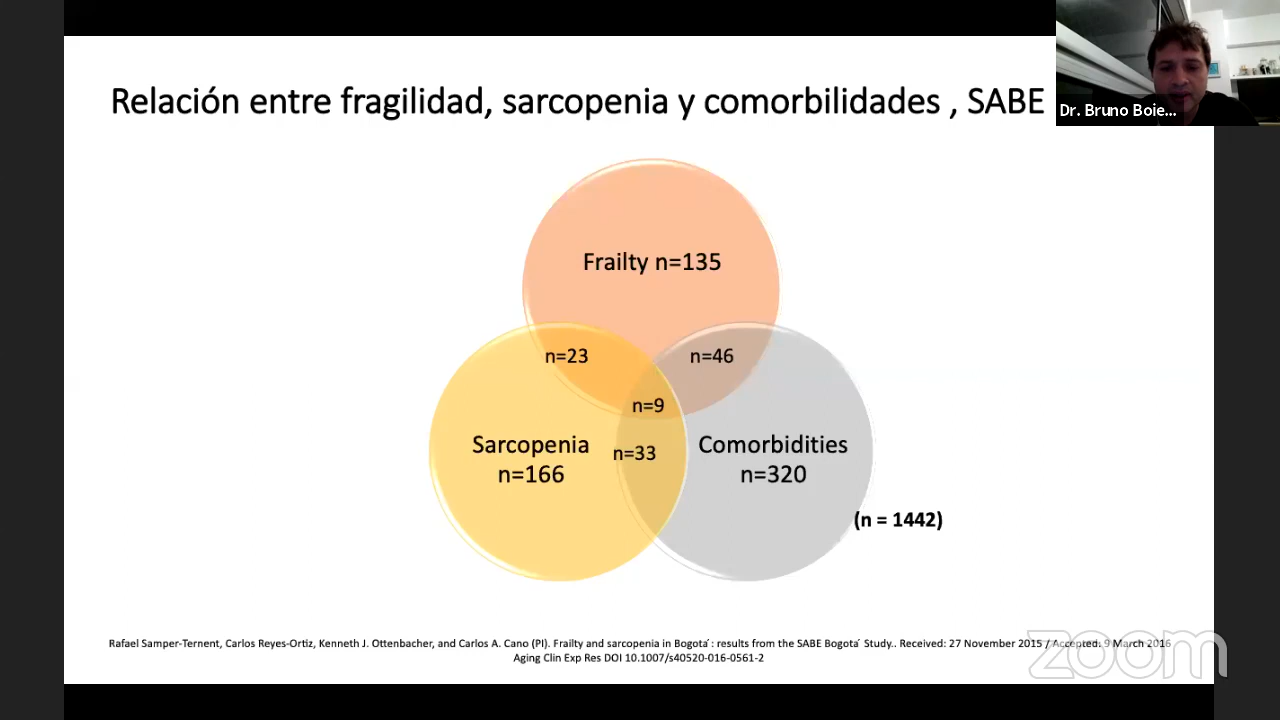 Relación entre fragilidad, sarcopenia y comorbilidades , SABE
Dr. Bruno Boie...
Frailty n=135
n=23
n=46
n=9
Sarcopenia
n=166
n=33
Comorbidities
n=320
(n = 1442)
Rafael Samper-Ternent, Carlos Reyes-Ortiz, Kenneth J. Ottenbacher, and Carlos A. Cano (PI). Frailty and sarcopenia in Bogota´: results from the SABE Bogota´ Study.. Received: 27 November 2015 / Accepted: 9 March 2016
Aging Clin Exp Res DOI 10.1007/s40520-016-0561-2
zoom